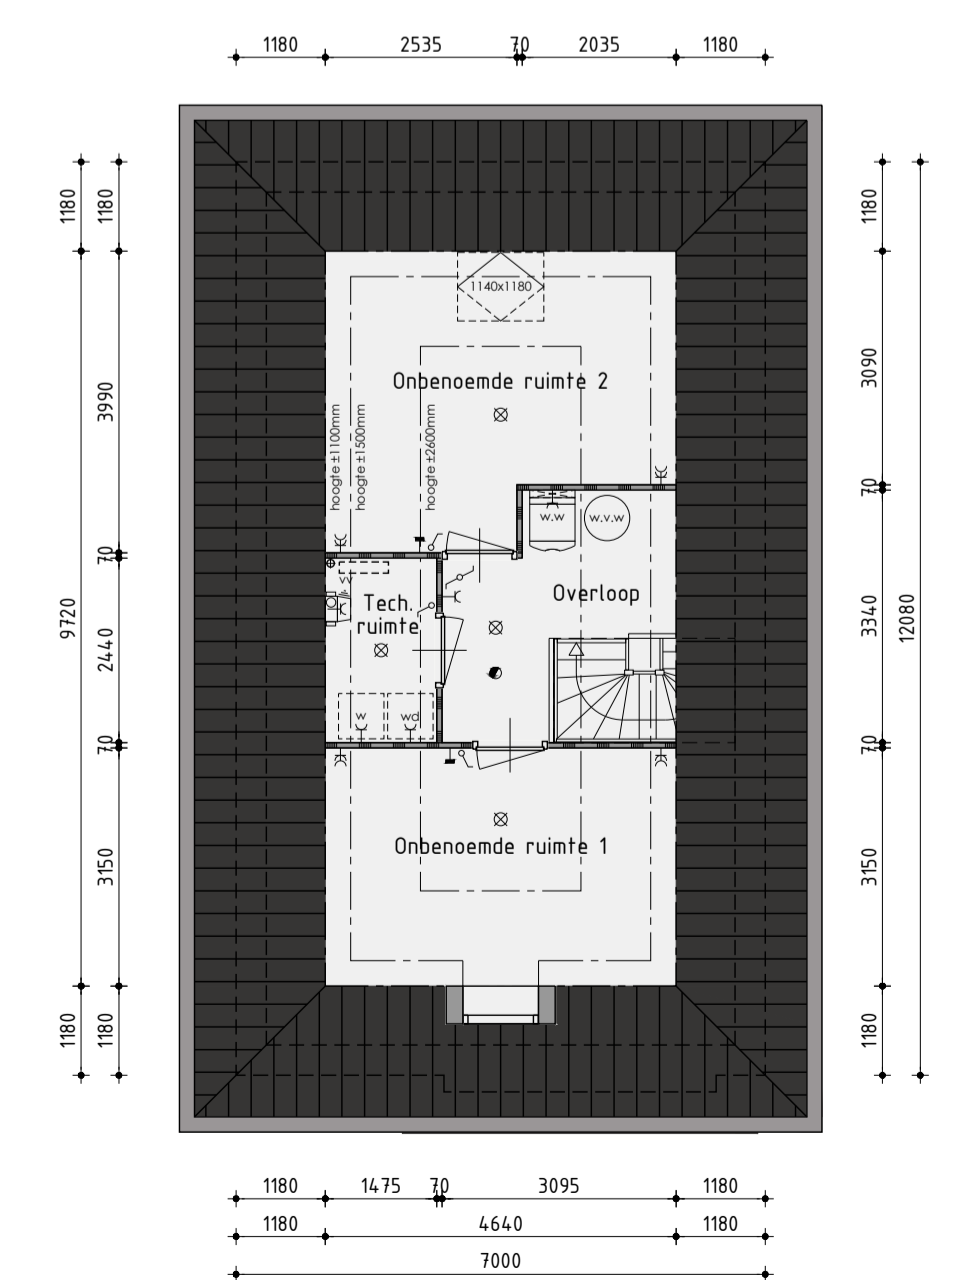 1180 2535 70 2035 1180
1180
1180
1180
1140x1180
Onbenoemde ruimte 2
3990
3090
hoogte ±1100mm
hoogte ±1500mm
hoogte ±2600mm
70
w.w
w.v.w
70
vv
Overloop
Tech.
ruimte
9720
2440
3340
12080
w
wd
70
70
Onbenoemde ruimte 1
3150
3150
1180
1180
1180
1180 1475 70 3095 1180
1180 4640 1180
7000